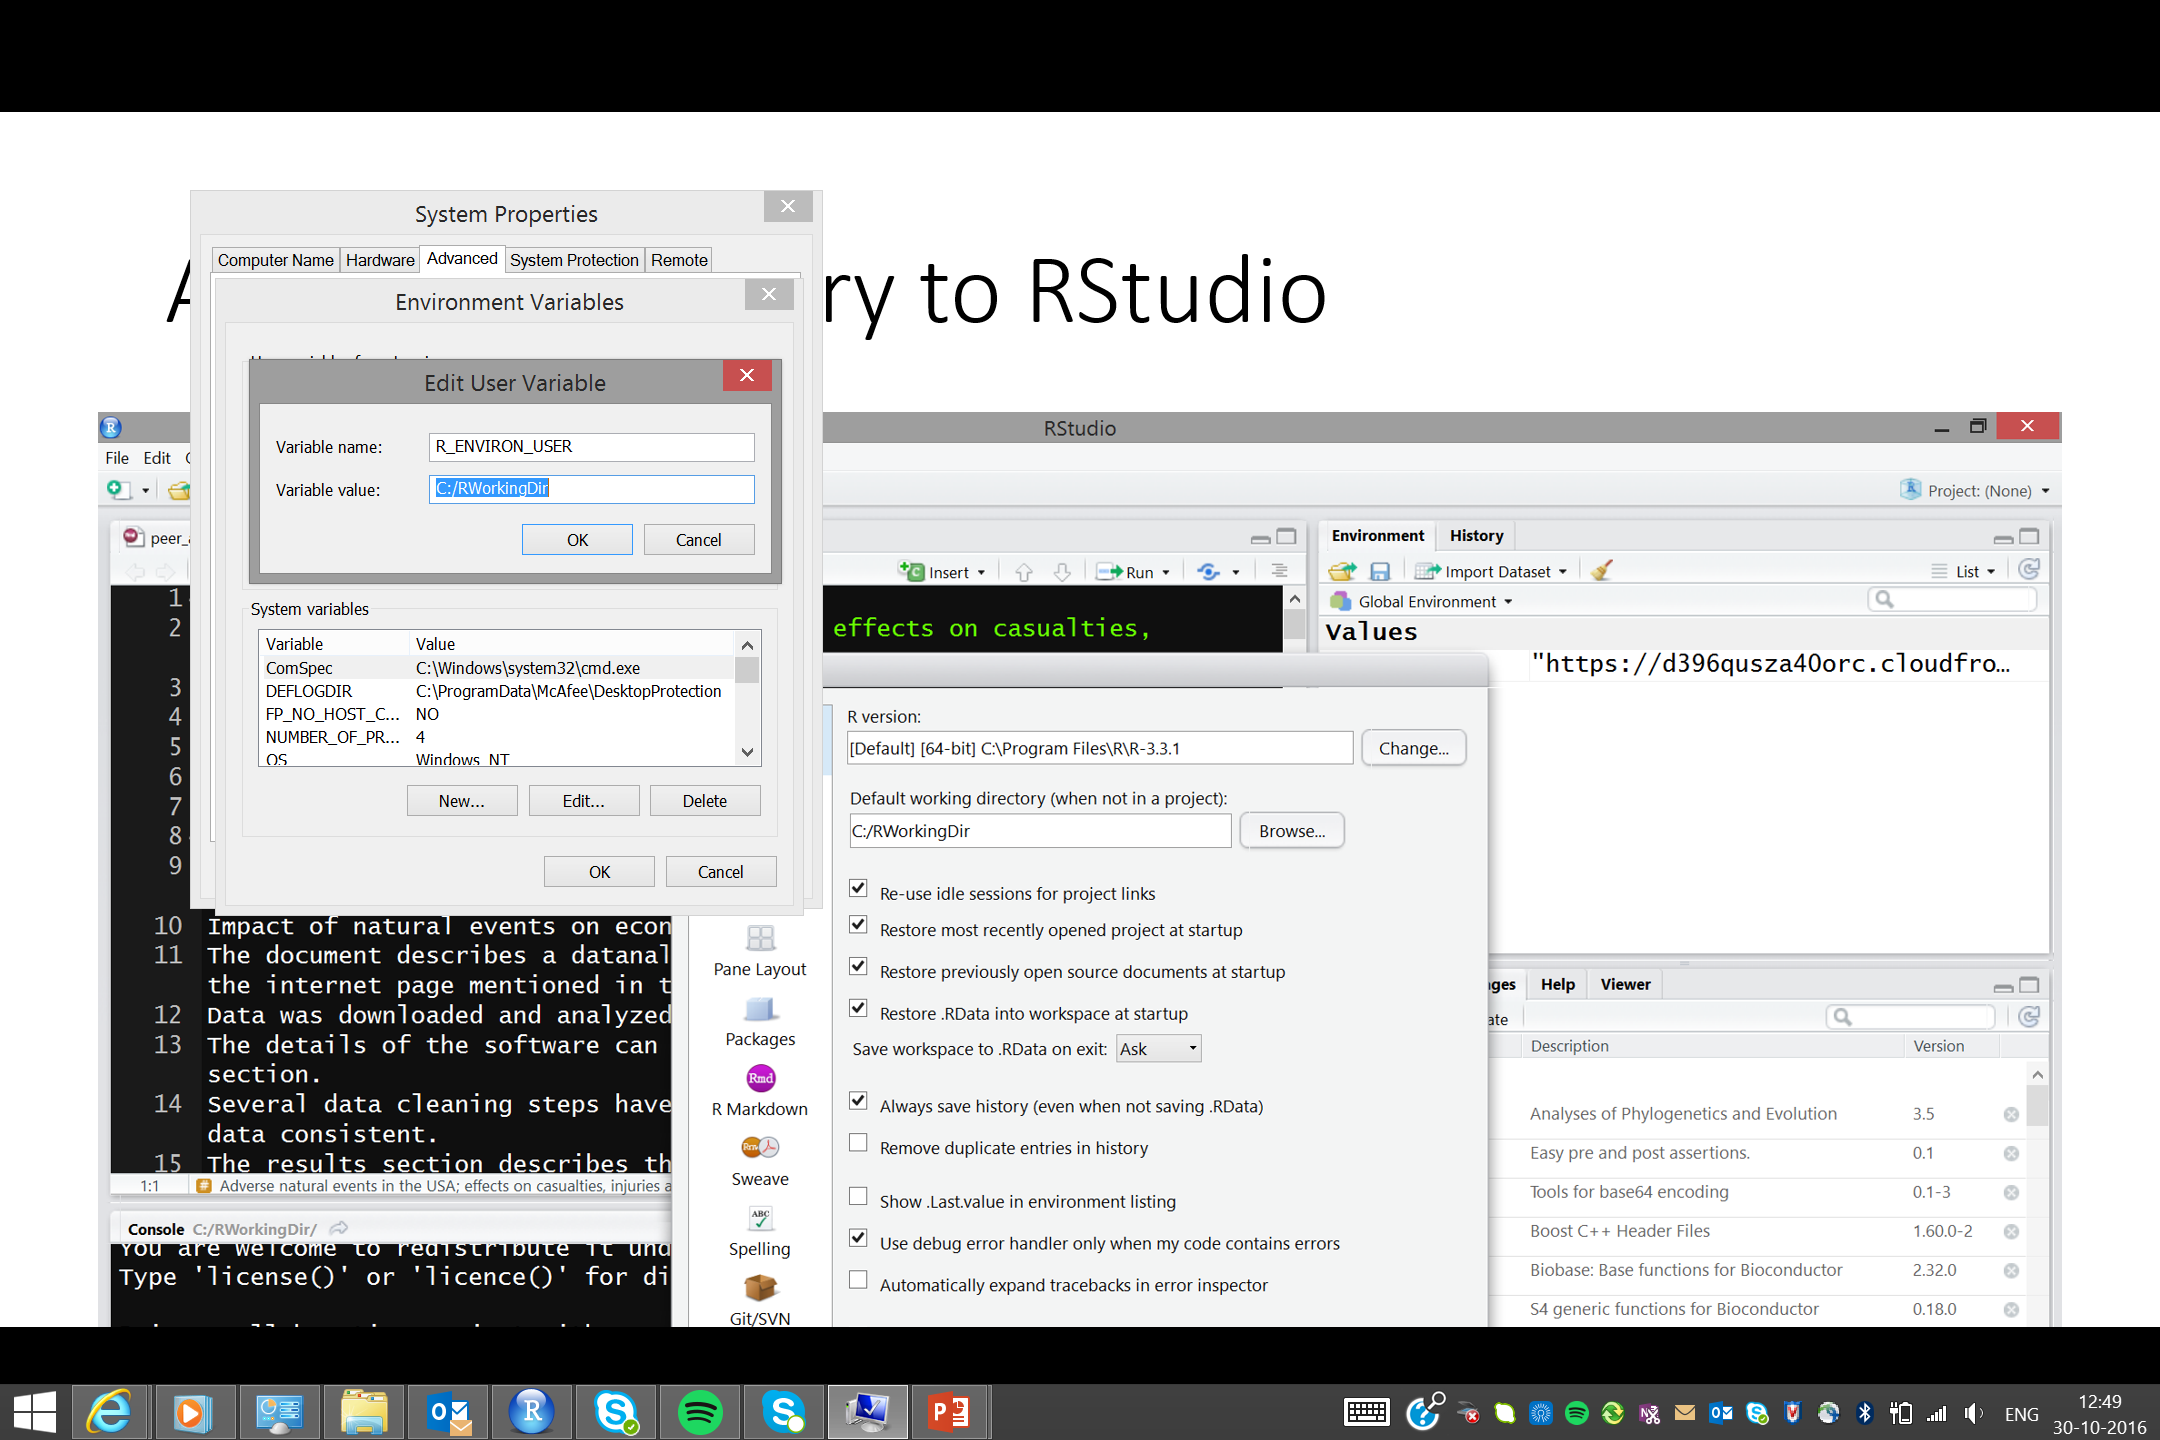 System Properties
Computer Name Hardware Advanced System Protection Remote
ry to RStudio
Environment Variables
Edit User Variable
Variable name: R_ENVIRON_USER
Variable value: C:/RWorkingDir
OK Cancel
System variables
Variable Value
ComSpec C:\Windows\system32\cmd.exe
DEFLOGDIR C:\ProgramData\McAfee\DesktopProtection
FP_NO_HOST_C... NO
NUMBER_OF_PR... 4
OS Windows_NT
New... Edit... Delete
OK Cancel
RStudio
File Edit
Project: (None)
peer_
Insert Run
1
2
effects on casualties,
3
4
5
6
7
8
9
10 Impact of natural events on econ
11 The document describes a datanal
the internet page mentioned in t
12 Data was downloaded and analyzed
13 The details of the software can
section.
14 Several data cleaning steps have
data consistent.
15 The results section describes th
1:1 Adverse natural events in the USA; effects on casualties, injuries a
Console C:/RWorkingDir/
You are welcome to redistribute it und
Type 'license()' or 'licence()' for di
Pane Layout
Packages
Rmd
R Markdown
Rnw
Sweave
ABC
Spelling
Git/SVN
R version:
[Default] [64-bit] C:\Program Files\R\R-3.3.1 Change...
Default working directory (when not in a project):
C:/RWorkingDir Browse...
Re-use idle sessions for project links
Restore most recently opened project at startup
Restore previously open source documents at startup
Restore .RData into workspace at startup
Save workspace to .RData on exit: Ask
Always save history (even when not saving .RData)
Remove duplicate entries in history
Show .Last.value in environment listing
Use debug error handler only when my code contains errors
Automatically expand tracebacks in error inspector
Environment History
Import Dataset List
Global Environment
Values
"https://d396qusza40orc.cloudfro...
ges Help Viewer
ate
Description Version
Analyses of Phylogenetics and Evolution 3.5
Easy pre and post assertions. 0.1
Tools for base64 encoding 0.1-3
Boost C++ Header Files 1.60.0-2
Biobase: Base functions for Bioconductor 2.32.0
S4 generic functions for Bioconductor 0.18.0
ENG
12:49
30-10-2016